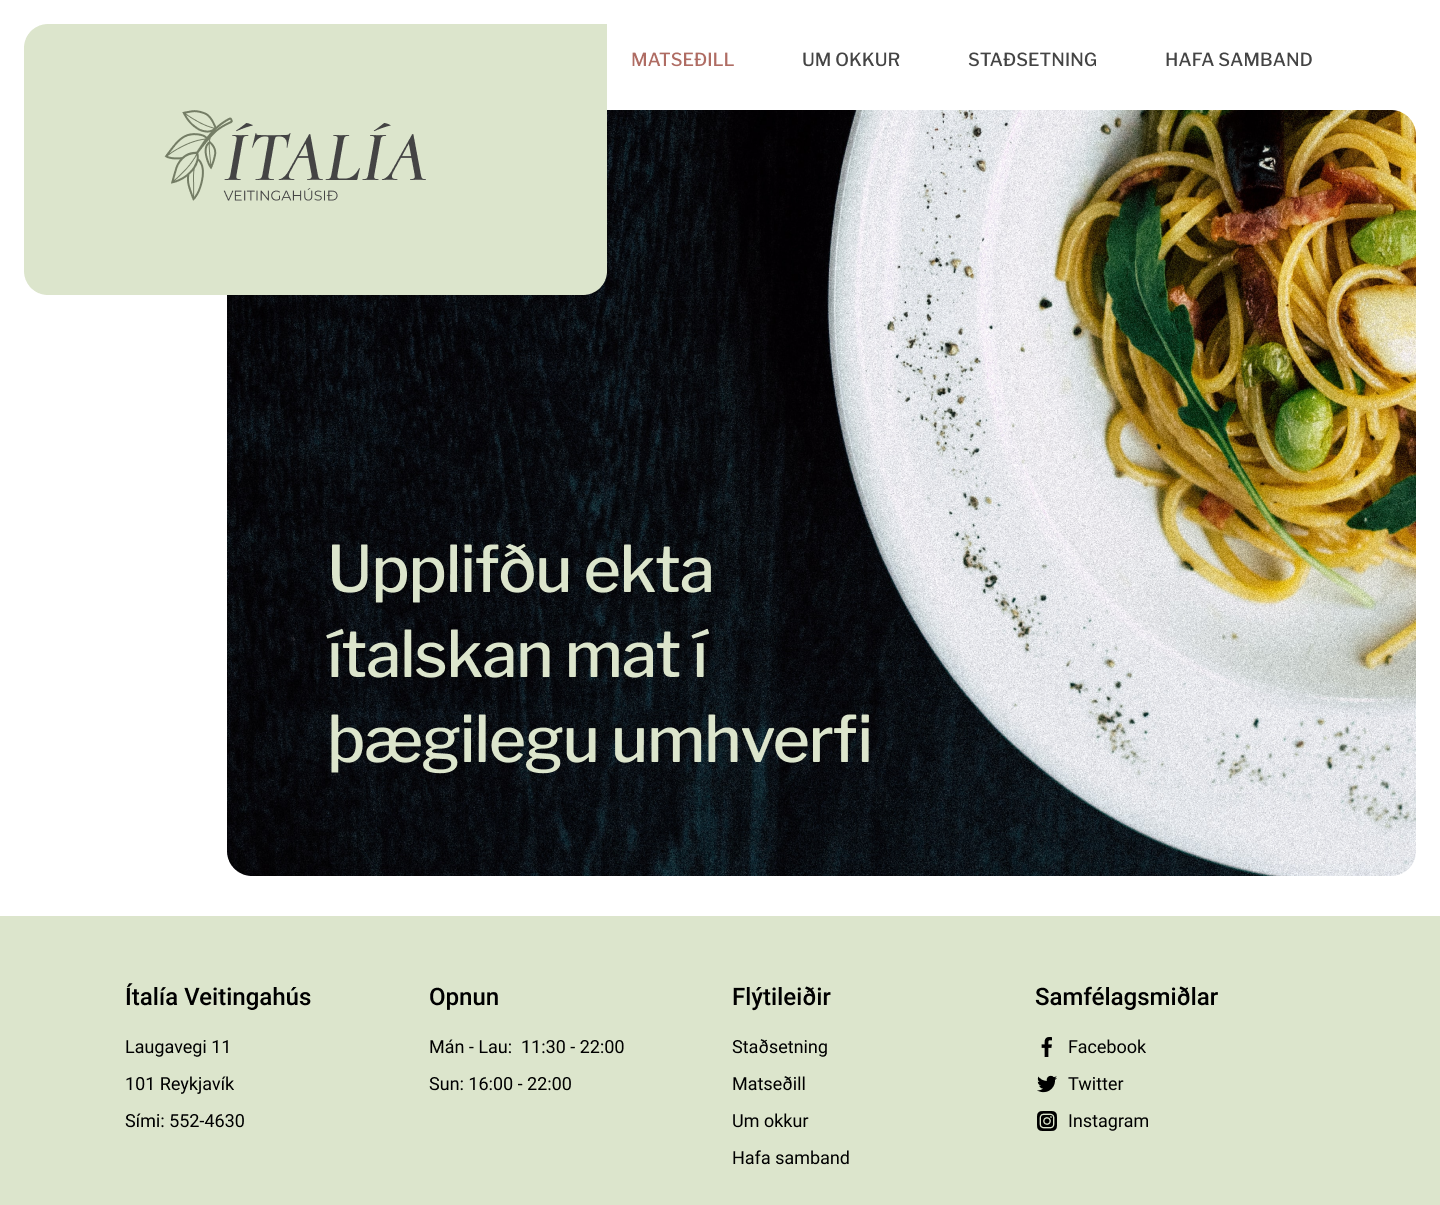 ÍTALÍA
VEITINGAHÚSIÐ
MATSEÐILL
UM OKKUR
STAÐSETNING
HAFA SAMBAND
Upplifðu ekta
ítalskan mat í
þægilegu umhverfi
Ítalía Veitingahús
Laugavegi 11
101 Reykjavík
Sími: 552-4630
Opnun
Mán - Lau:  11:30 - 22:00
Sun: 16:00 - 22:00
Flýtileiðir
Staðsetning
Matseðill
Um okkur
Hafa samband
Samfélagsmiðlar
Facebook
Twitter
Instagram